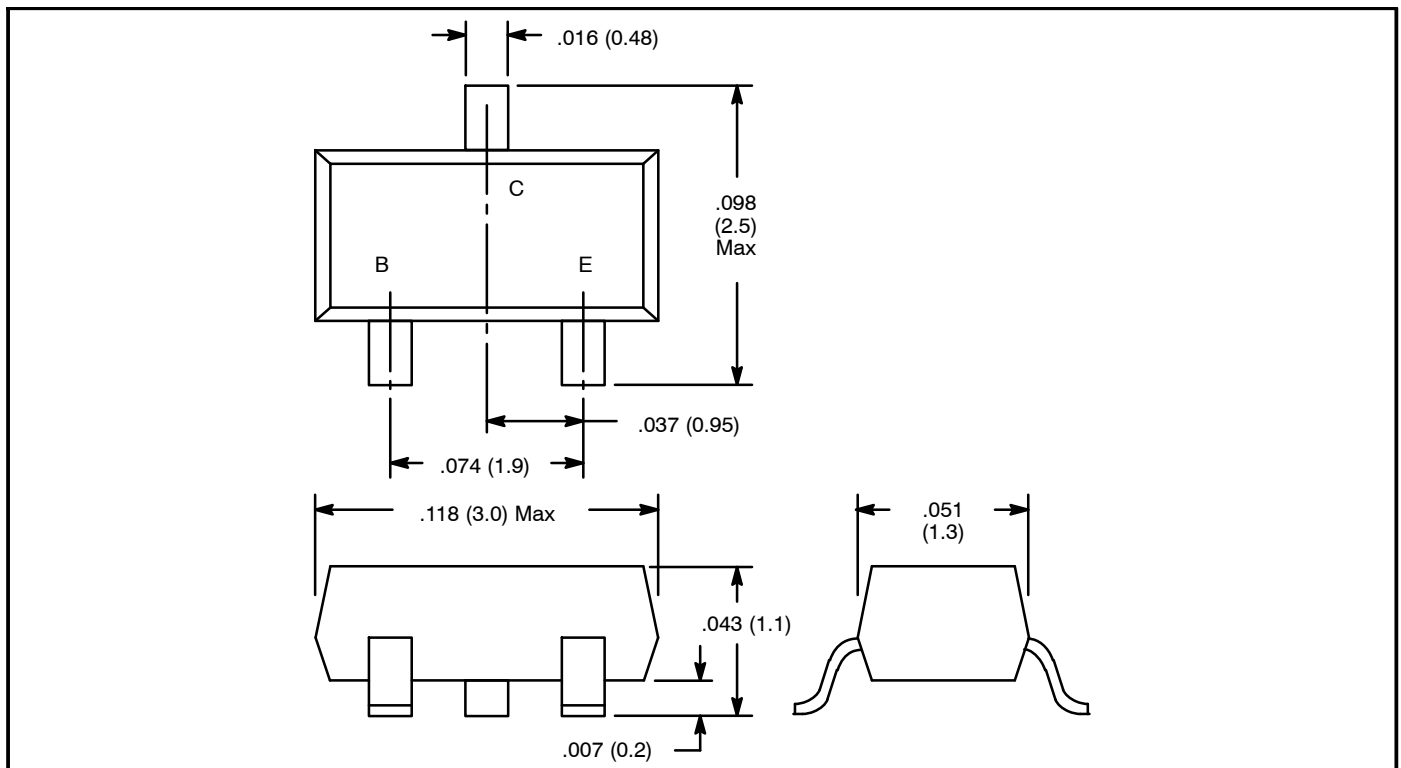 .016 (0.48)
C
.098
(2.5)
Max
B
E
.037 (0.95)
.074 (1.9)
.118 (3.0) Max
.051
(1.3)
.043 (1.1)
.007 (0.2)